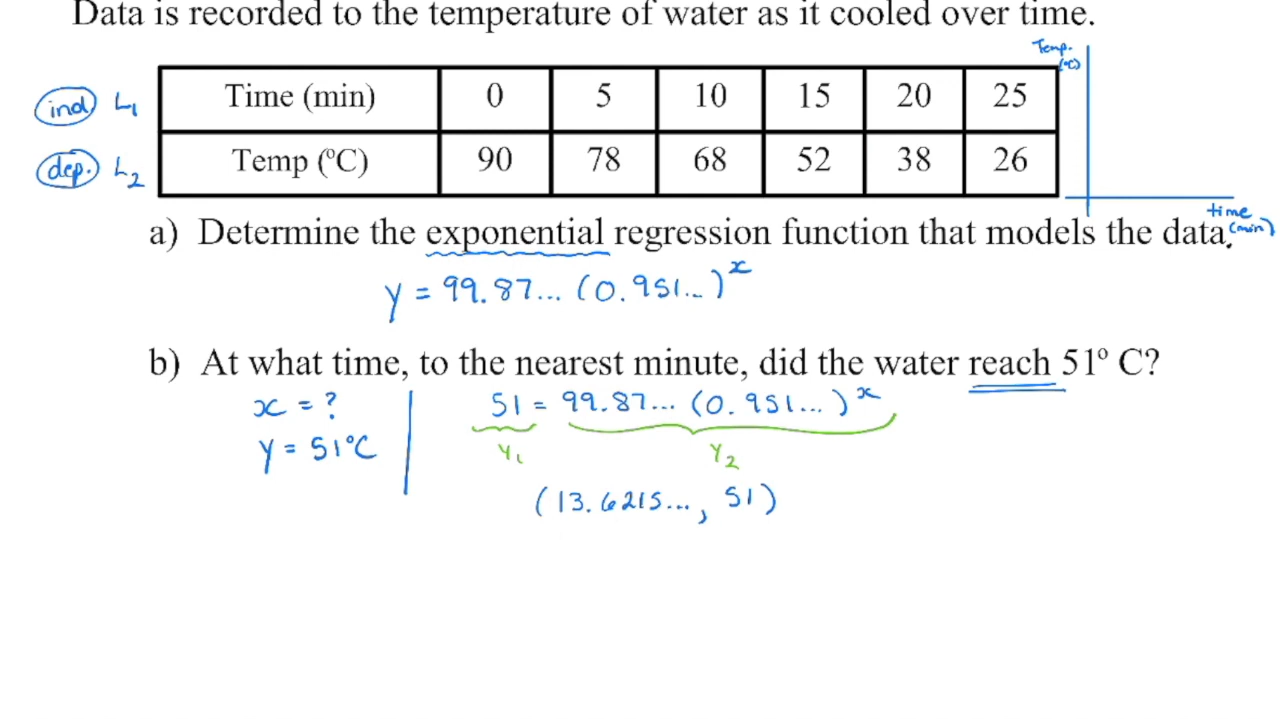 Data is recorded to the temperature of water as it cooled over time.
Temp.
(°C)
ind L₁ Time (min) 0 5 10 15 20 25
dep. L₂ Temp (ºC) 90 78 68 52 38 26
time
(min)
a) Determine the exponential regression function that models the data.
y = 99.87... (0.951...)ˣ
b) At what time, to the nearest minute, did the water reach 51º C?
x = ? 51 = 99.87... (0.951...)ˣ
y = 51°C y₁ y₂
(13.6215..., 51)